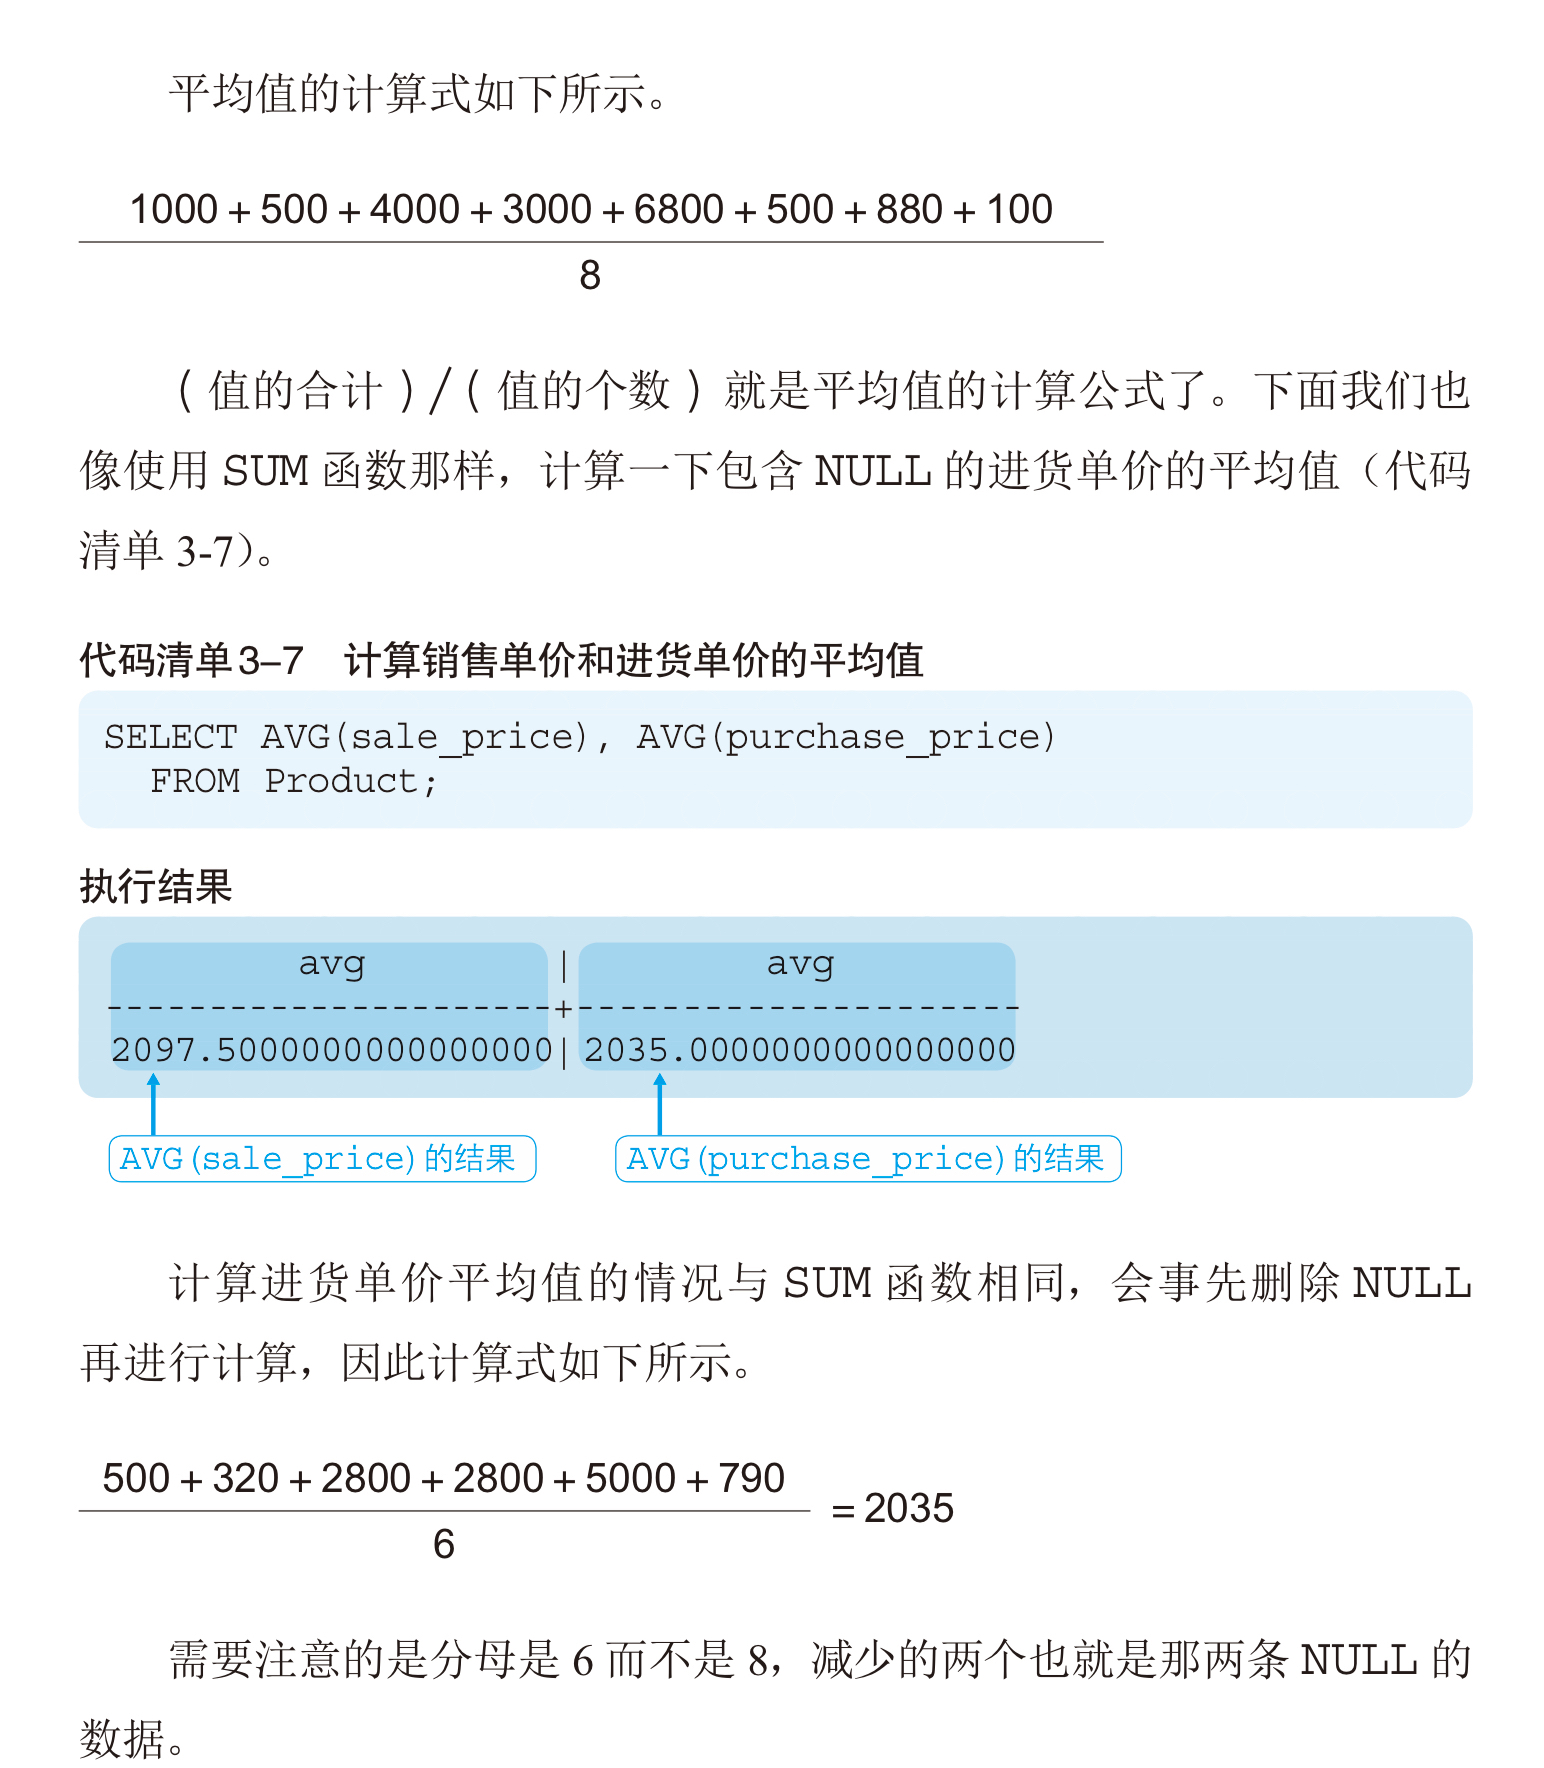 平均值的计算式如下所示。
1000 + 500 + 4000 + 3000 + 6800 + 500 + 880 + 100
8
(值的合计)/(值的个数)就是平均值的计算公式了。下面我们也
像使用 SUM 函数那样，计算一下包含 NULL 的进货单价的平均值（代码
清单 3-7）。
代码清单3–7　计算销售单价和进货单价的平均值
SELECT AVG(sale_price), AVG(purchase_price)
  FROM Product;
执行结果
avg | avg
---------------------+---------------------
2097.5000000000000000| 2035.0000000000000000
AVG(sale_price)的结果 AVG(purchase_price)的结果
计算进货单价平均值的情况与 SUM 函数相同，会事先删除 NULL
再进行计算，因此计算式如下所示。
500 + 320 + 2800 + 2800 + 5000 + 790
= 2035
6
需要注意的是分母是 6 而不是 8，减少的两个也就是那两条 NULL 的
数据。